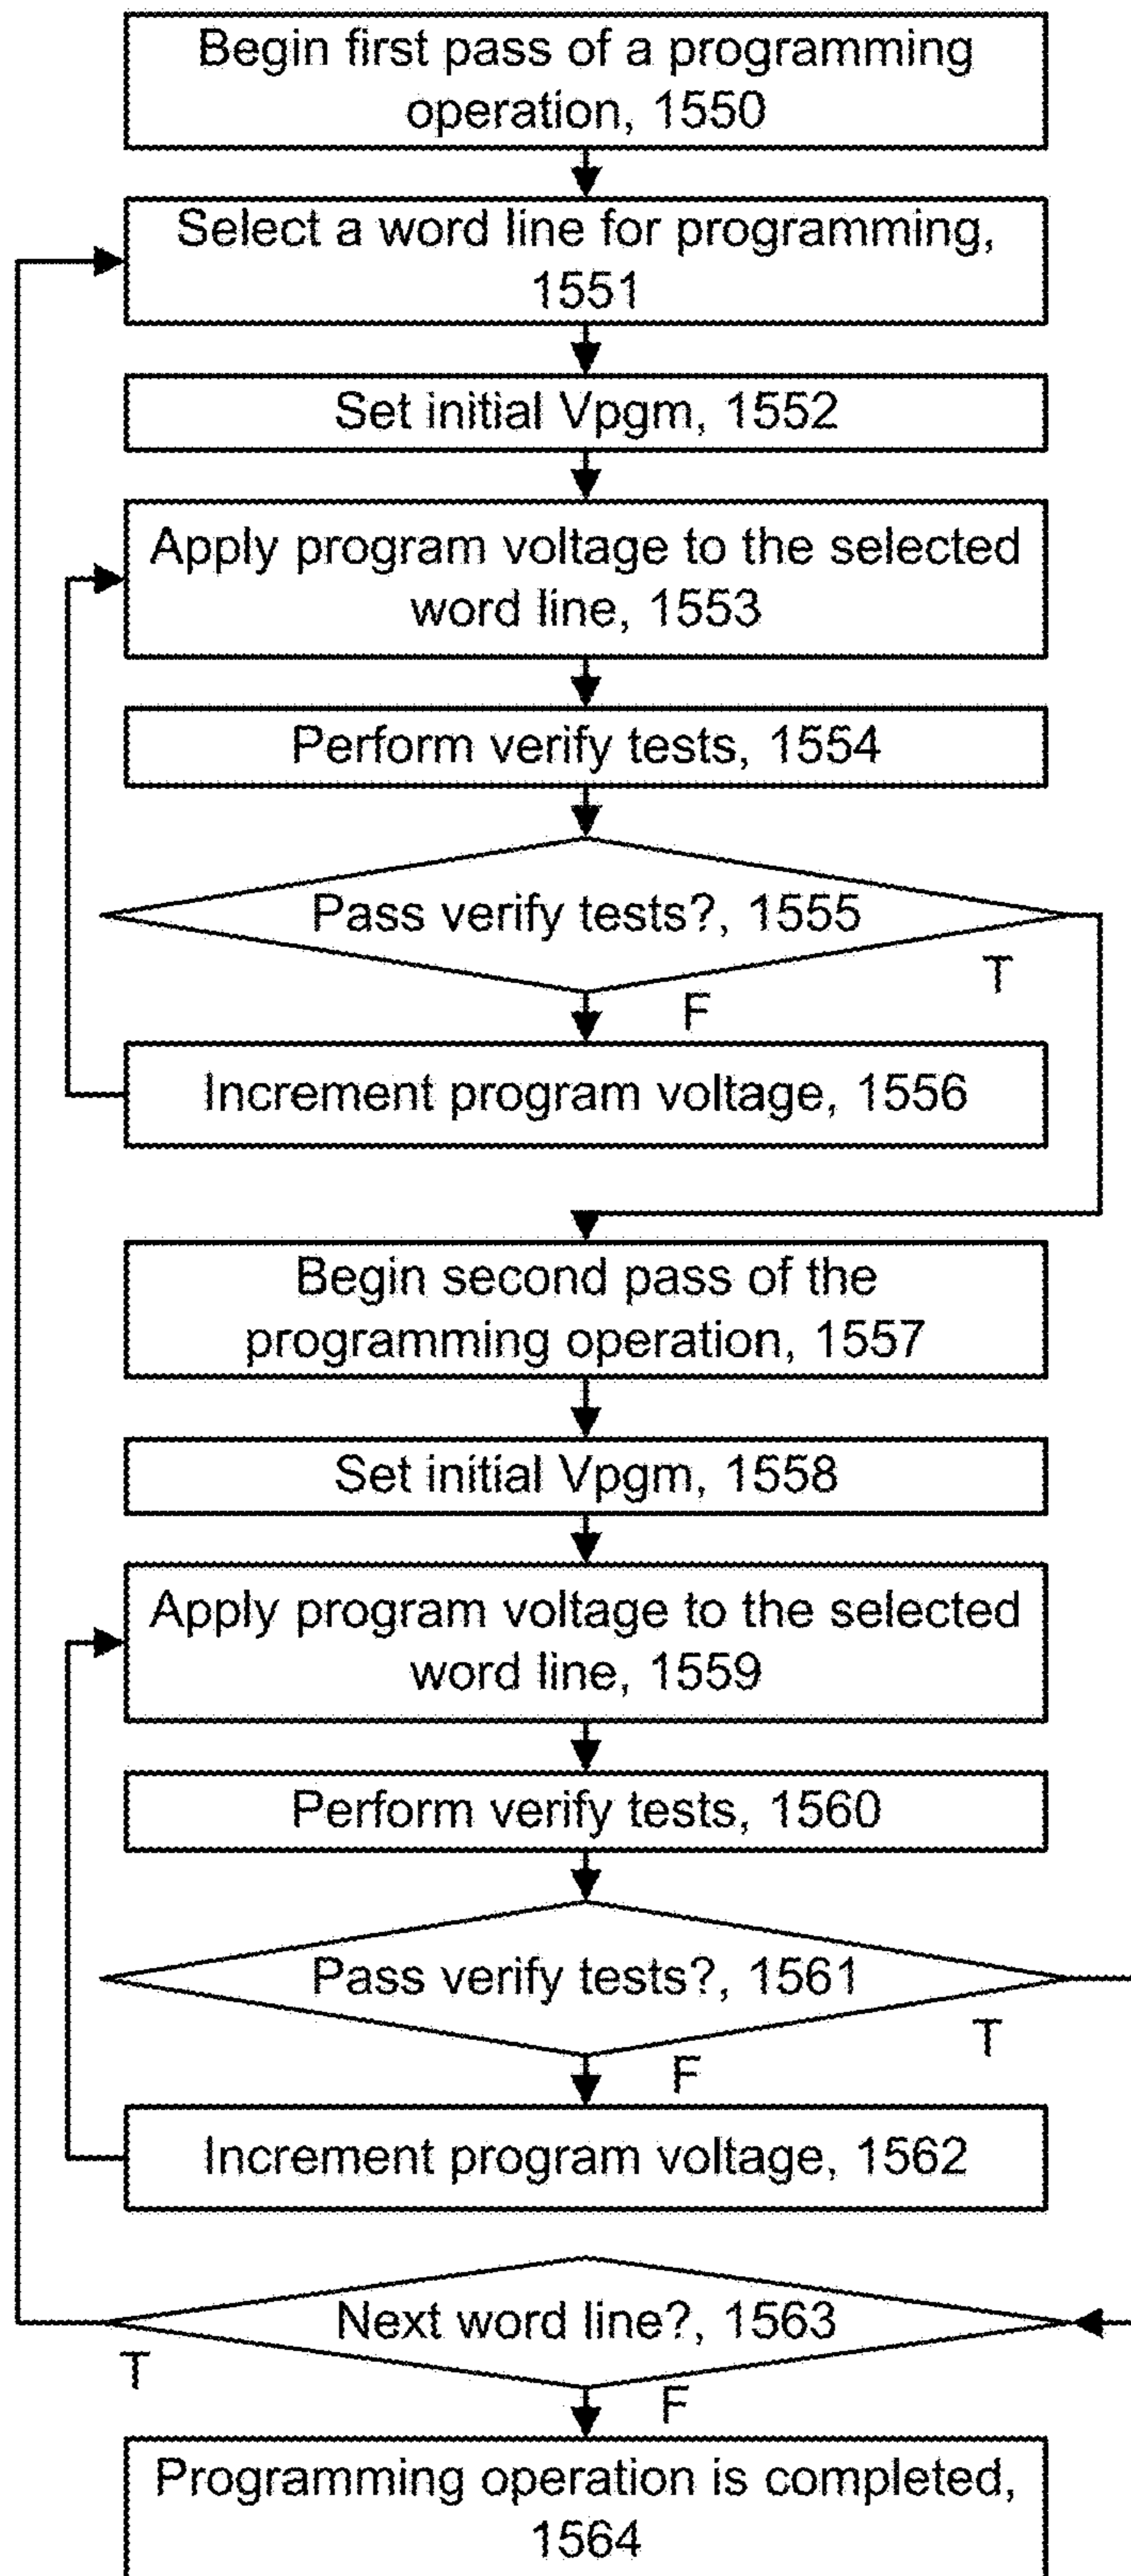 Begin first pass of a programming
operation, 1550
Select a word line for programming,
1551
Set initial Vpgm, 1552
Apply program voltage to the selected
word line, 1553
Perform verify tests, 1554
Pass verify tests?, 1555
T
F
Increment program voltage, 1556
Begin second pass of the
programming operation, 1557
Set initial Vpgm, 1558
Apply program voltage to the selected
word line, 1559
Perform verify tests, 1560
Pass verify tests?, 1561
T
F
Increment program voltage, 1562
Next word line?, 1563
T
F
Programming operation is completed,
1564